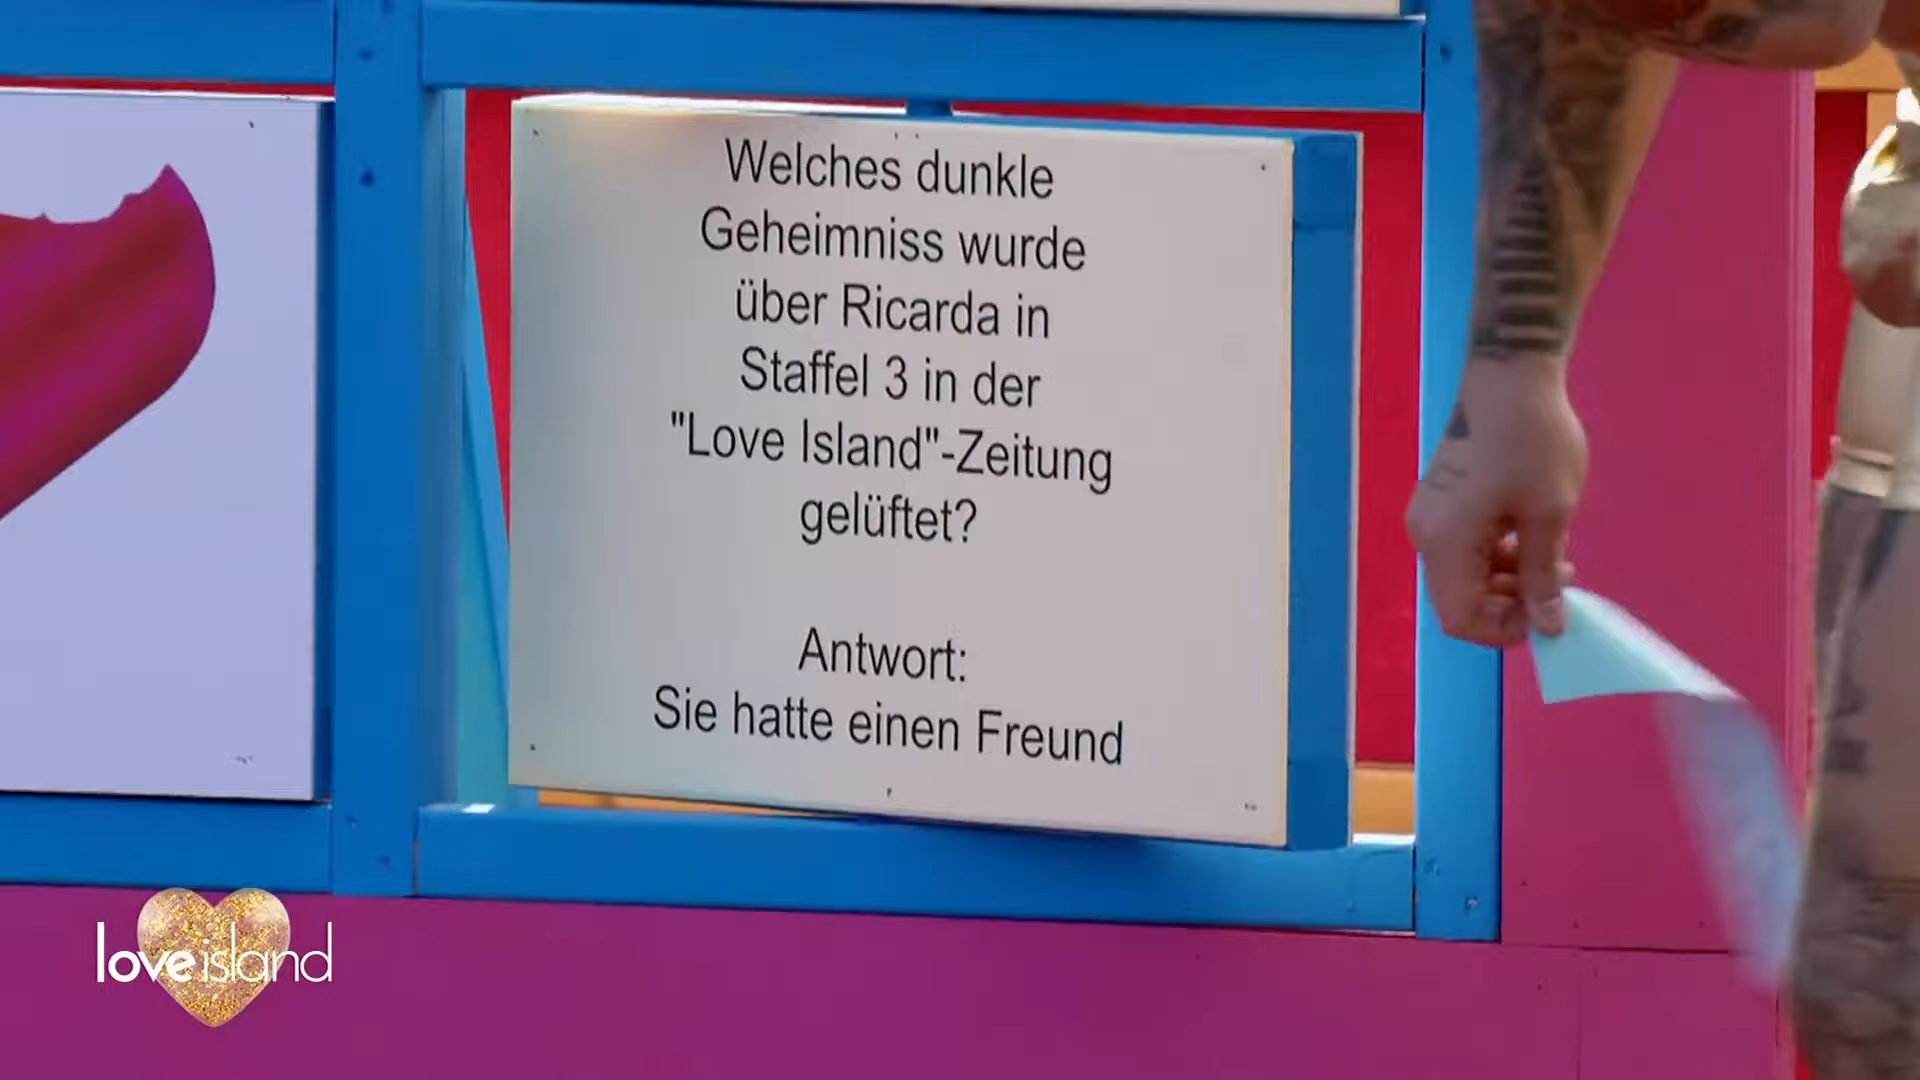 Welches dunkle
Geheimniss wurde
über Ricarda in
Staffel 3 in der
"Love Island"-Zeitung
gelüftet?
Antwort:
Sie hatte einen Freund
love island